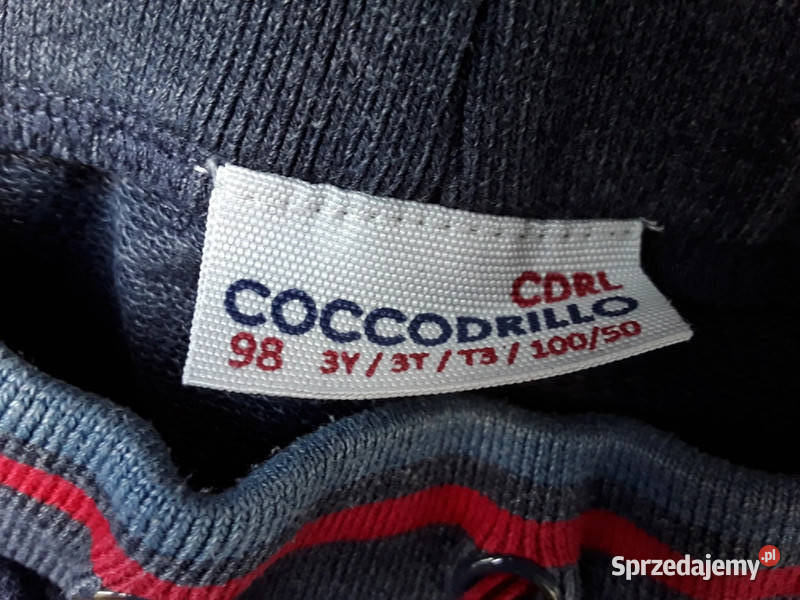 CDRL
COCCODRILLO
98 3Y / 3T / T3 / 100/50
Sprzedajemy.pl